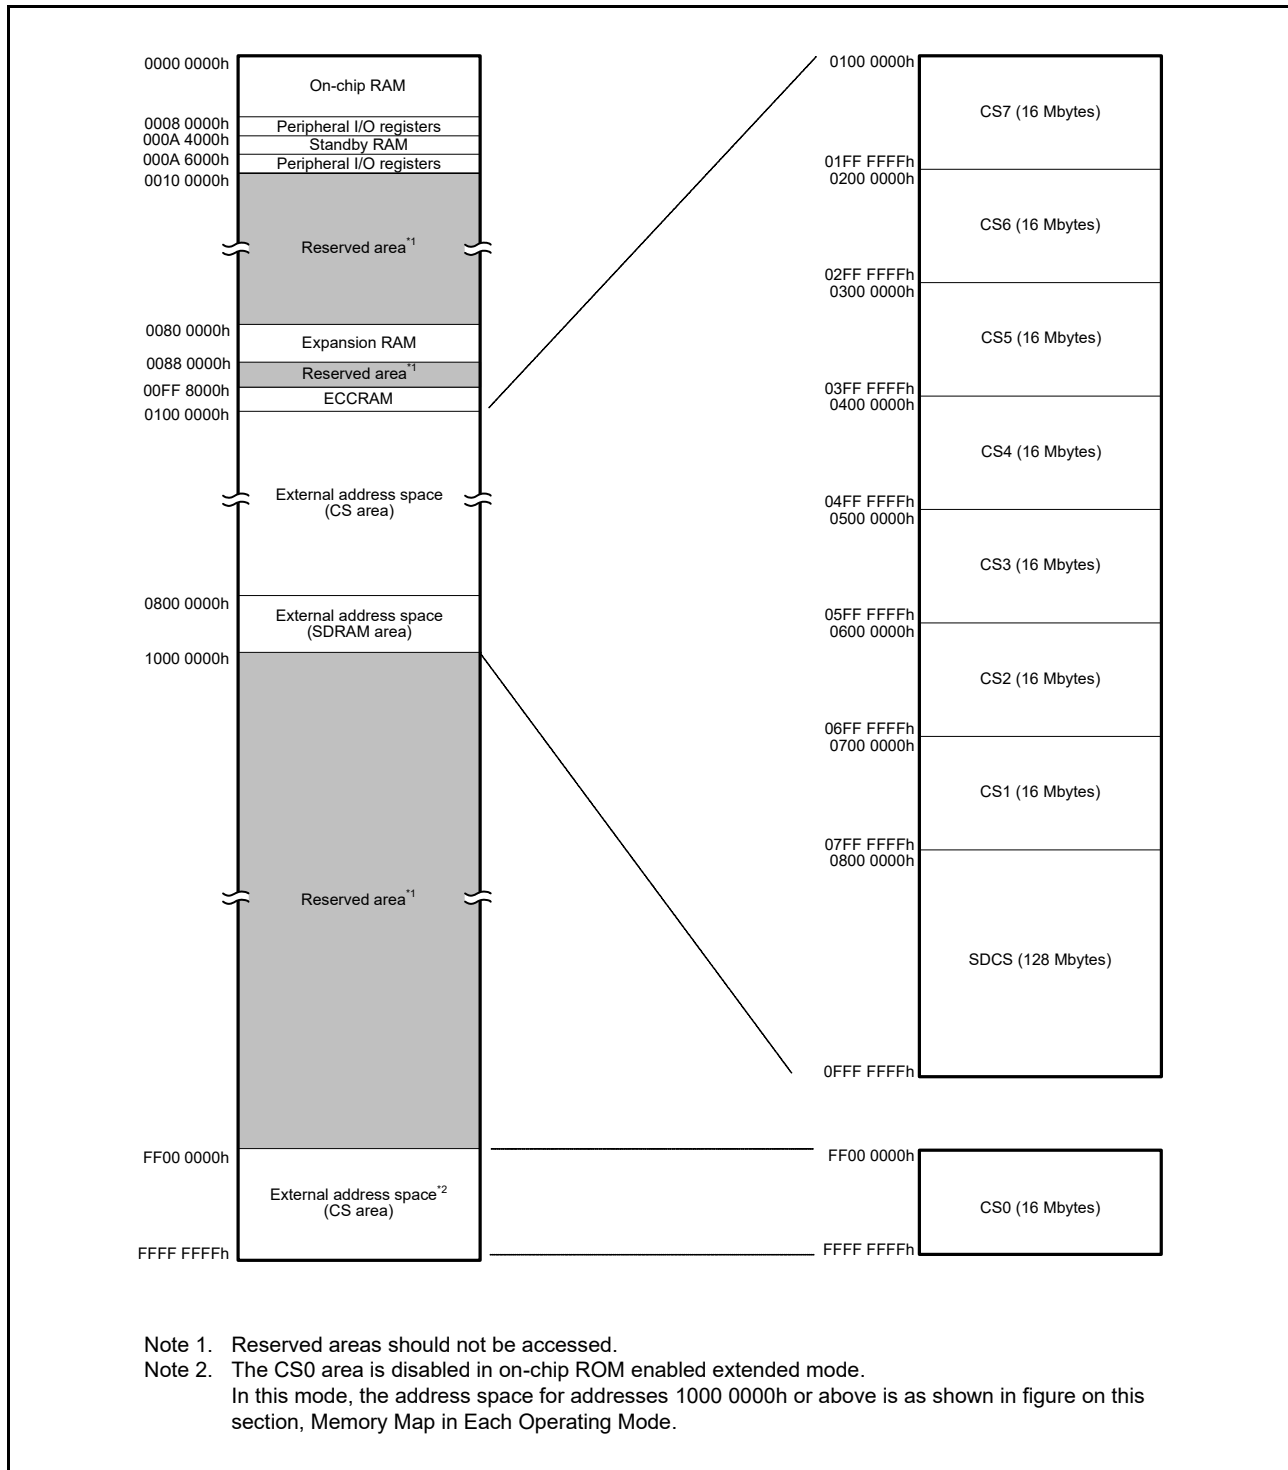 0000 0000h
On-chip RAM
0008 0000h
Peripheral I/O registers
000A 4000h
Standby RAM
000A 6000h
Peripheral I/O registers
0010 0000h
Reserved area*1
0080 0000h
Expansion RAM
0088 0000h
Reserved area*1
00FF 8000h
ECCRAM
0100 0000h
External address space
(CS area)
0800 0000h
External address space
(SDRAM area)
1000 0000h
Reserved area*1
FF00 0000h
External address space*2
(CS area)
FFFF FFFFh
0100 0000h
CS7 (16 Mbytes)
01FF FFFFh
0200 0000h
CS6 (16 Mbytes)
02FF FFFFh
0300 0000h
CS5 (16 Mbytes)
03FF FFFFh
0400 0000h
CS4 (16 Mbytes)
04FF FFFFh
0500 0000h
CS3 (16 Mbytes)
05FF FFFFh
0600 0000h
CS2 (16 Mbytes)
06FF FFFFh
0700 0000h
CS1 (16 Mbytes)
07FF FFFFh
0800 0000h
SDCS (128 Mbytes)
0FFF FFFFh
FF00 0000h
CS0 (16 Mbytes)
FFFF FFFFh
Note 1. Reserved areas should not be accessed.
Note 2. The CS0 area is disabled in on-chip ROM enabled extended mode.
In this mode, the address space for addresses 1000 0000h or above is as shown in figure on this
section, Memory Map in Each Operating Mode.